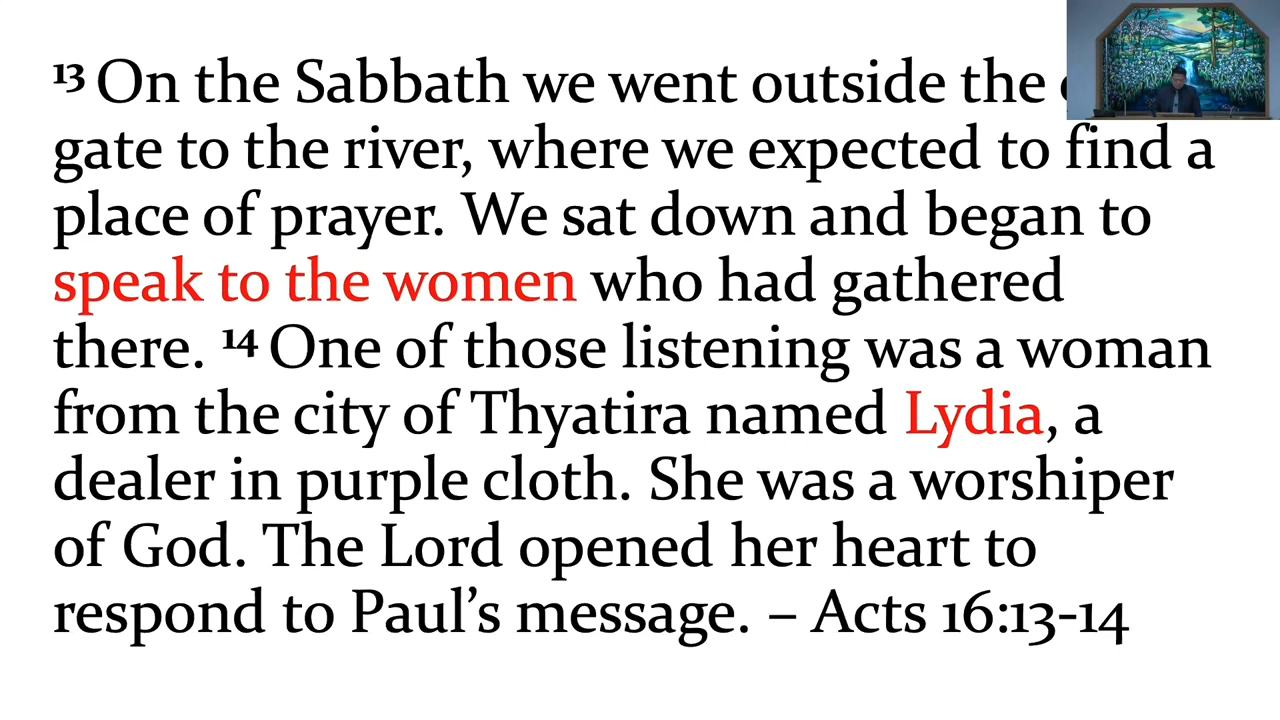 13 On the Sabbath we went outside the
gate to the river, where we expected to find a
place of prayer. We sat down and began to
speak to the women who had gathered
there. 14 One of those listening was a woman
from the city of Thyatira named Lydia, a
dealer in purple cloth. She was a worshiper
of God. The Lord opened her heart to
respond to Paul’s message. – Acts 16:13-14